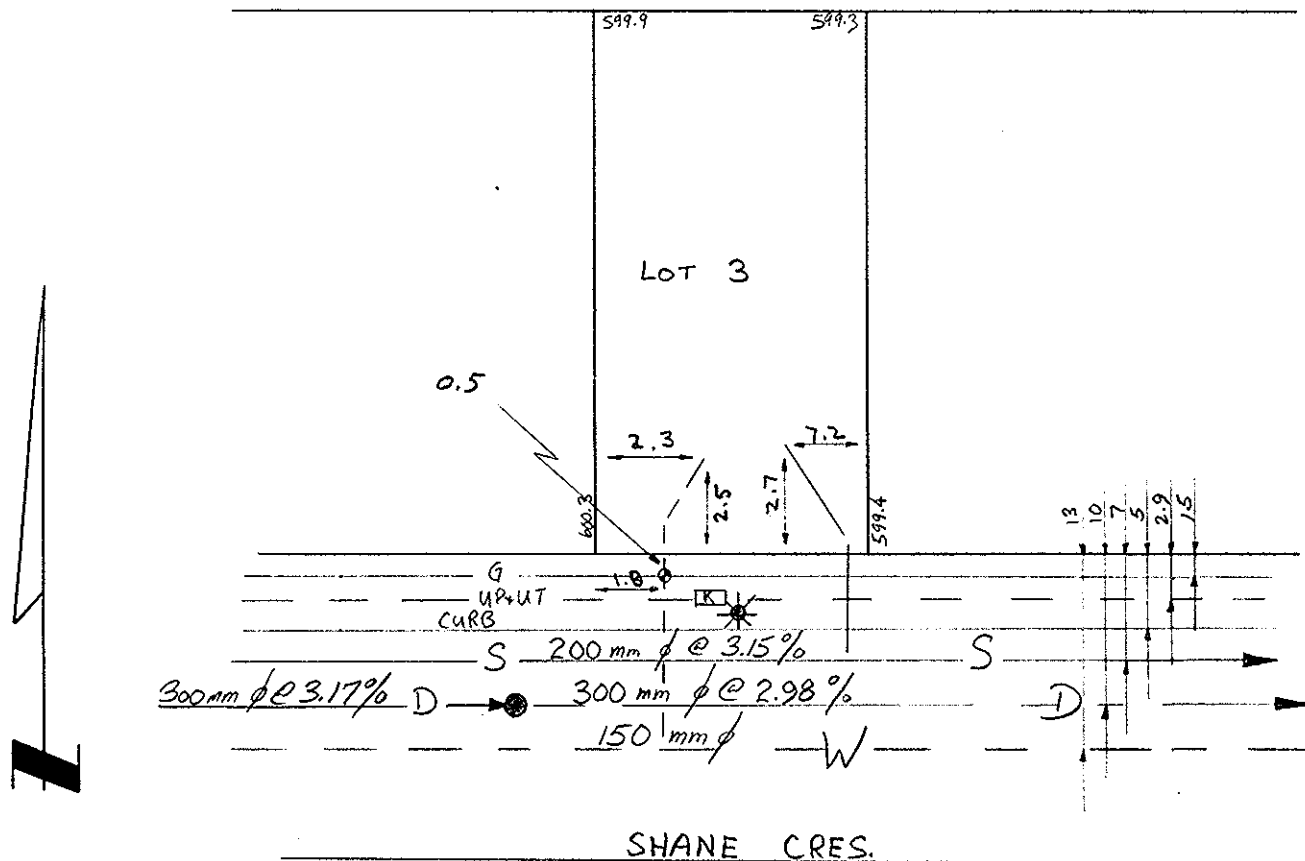 599.9 599.3
LOT 3
0.5
2.3 7.2
2.5 2.7
600.3 599.4
13 10 7 5 2.9 1.5
G
1.8
UP+UT K
CURB
S 200 mm ϕ @ 3.15% S
300mm ϕ @ 3.17% D 300 mm ϕ @ 2.98 % D
150 mm ϕ W
SHANE CRES.
N